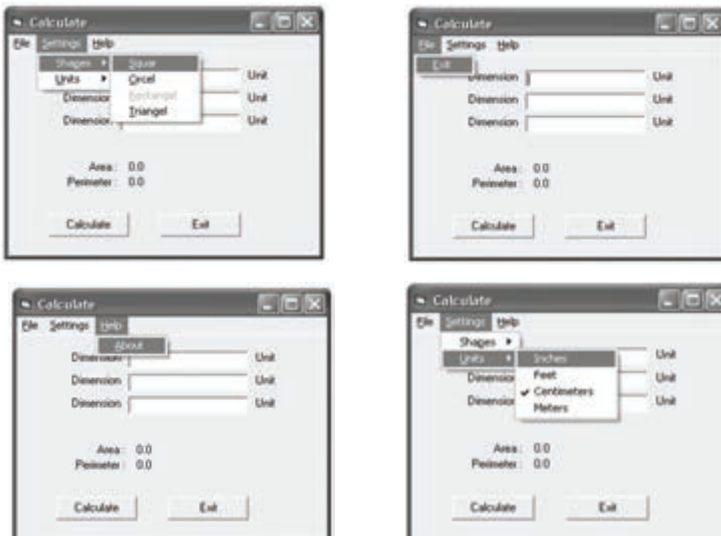 Calculate
File Settings Help
Shapes Squar
Units Circel
Rectangel
Triangel
Unit
Dimension Unit
Dimension Unit
Area: 0.0
Perimeter: 0.0
Calculate Exit
Calculate
File Settings Help
Exit
Dimension Unit
Dimension Unit
Dimension Unit
Area: 0.0
Perimeter: 0.0
Calculate Exit
Calculate
File Settings Help
About
Dimension Unit
Dimension Unit
Dimension Unit
Area: 0.0
Perimeter: 0.0
Calculate Exit
Calculate
File Settings Help
Shapes
Units Inches
Feet
Centimeters
Meters
Unit
Dimension Unit
Dimension Unit
Area: 0.0
Perimeter: 0.0
Calculate Exit